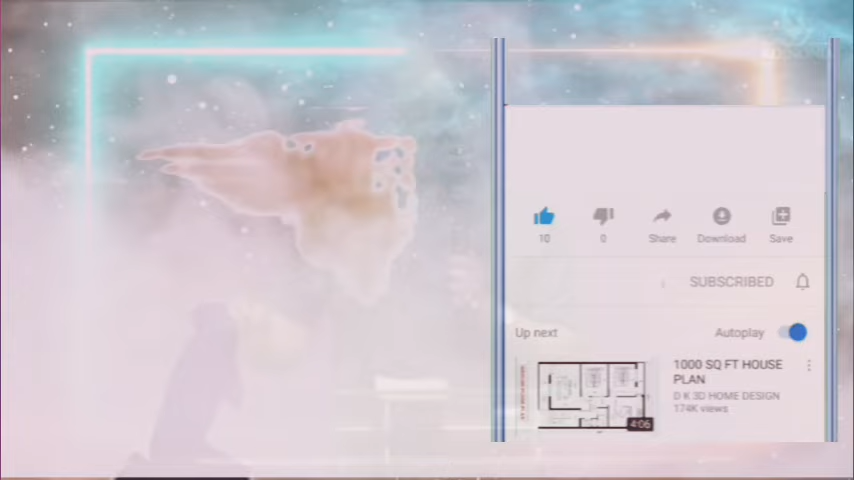 10
0
Share
Download
Save
SUBSCRIBED
Up next
Autoplay
1000 SQ FT HOUSE
PLAN
D K 3D HOME DESIGN
174K views
4:06